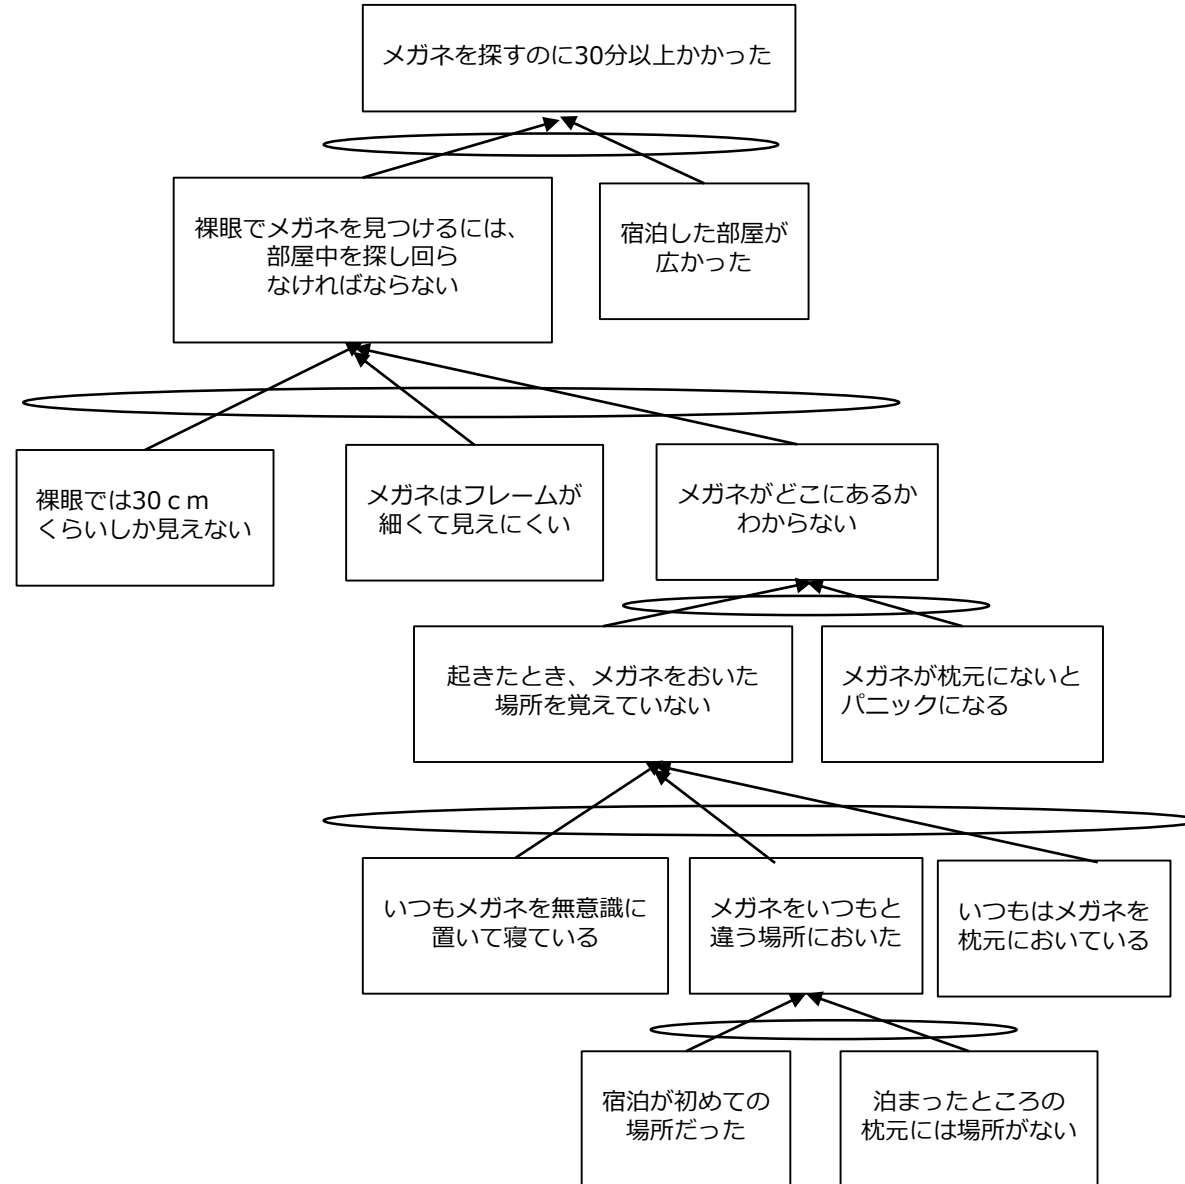 メガネを探すのに30分以上かかった
裸眼でメガネを見つけるには、
部屋中を探し回ら
なければならない
宿泊した部屋が
広かった
裸眼では30ｃｍ
くらいしか見えない
メガネはフレームが
細くて見えにくい
メガネがどこにあるか
わからない
起きたとき、メガネをおいた
場所を覚えていない
メガネが枕元にないと
パニックになる
いつもメガネを無意識に
置いて寝ている
メガネをいつもと
違う場所においた
いつもはメガネを
枕元においている
宿泊が初めての
場所だった
泊まったところの
枕元には場所がない